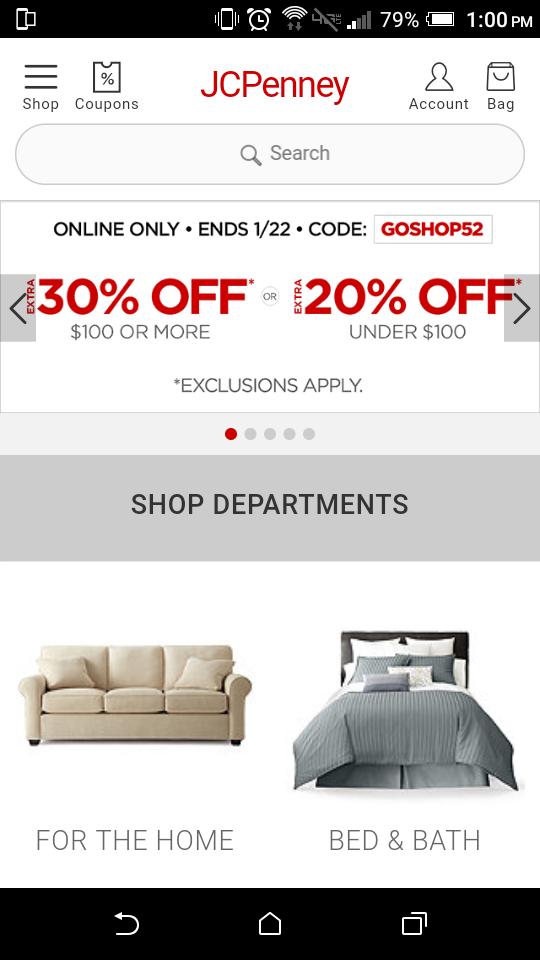 79% 1:00 PM
JCPenney
Shop Coupons Account Bag
Search
ONLINE ONLY • ENDS 1/22 • CODE: GOSHOP52
EXTRA 30% OFF* OR EXTRA 20% OFF*
$100 OR MORE UNDER $100
*EXCLUSIONS APPLY.
SHOP DEPARTMENTS
FOR THE HOME BED & BATH